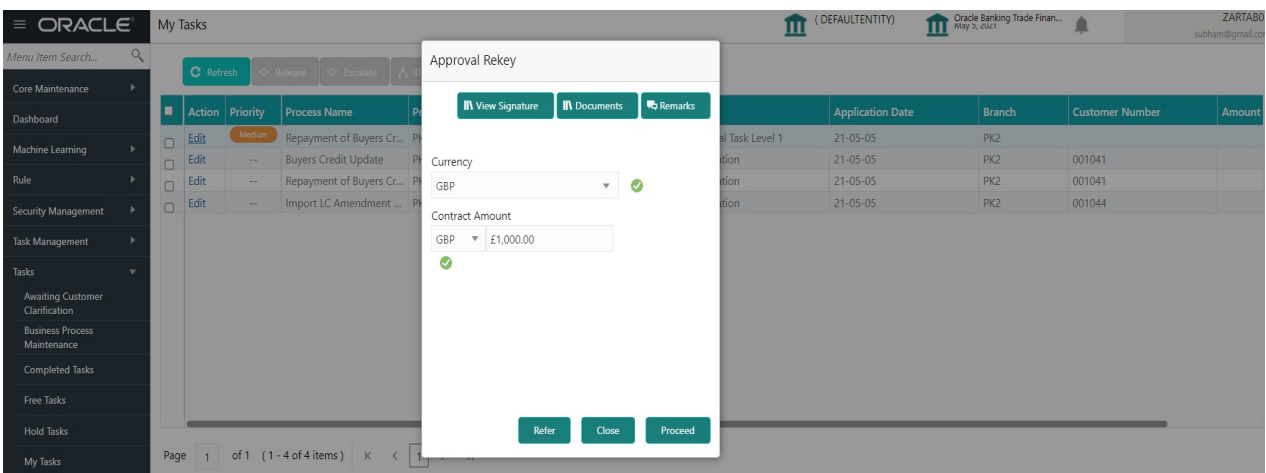 ORACLE
My Tasks
( DEFAULTENTITY)
Oracle Banking Trade Finan...
May 5, 2021
ZARTAB0
subham@gmail.com
Menu Item Search...
Core Maintenance
Dashboard
Machine Learning
Rule
Security Management
Task Management
Tasks
Awaiting Customer
Clarification
Business Process
Maintenance
Completed Tasks
Free Tasks
Hold Tasks
My Tasks
Refresh
Release
Escalate
Action Priority Process Name
Application Date Branch Customer Number Amount
Edit Medium Repayment of Buyers Cr...
al Task Level 1 21-05-05 PK2
Edit -- Buyers Credit Update
ation 21-05-05 PK2 001041
Edit -- Repayment of Buyers Cr...
ation 21-05-05 PK2 001041
Edit -- Import LC Amendment ...
ation 21-05-05 PK2 001044
Page 1 of 1 (1 - 4 of 4 items) K < 1
Approval Rekey
View Signature
Documents
Remarks
Currency
GBP
Contract Amount
GBP £1,000.00
Refer
Close
Proceed